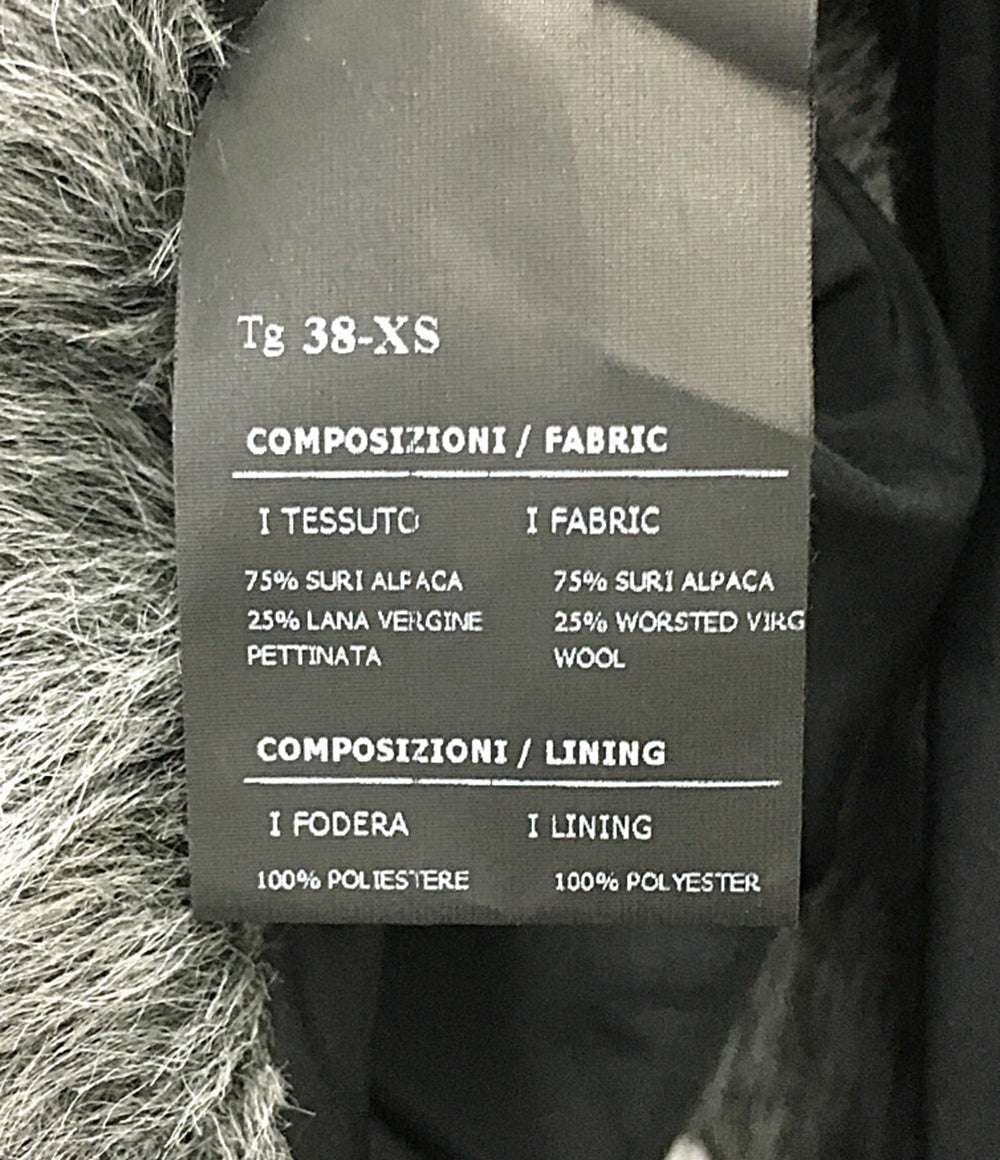 Tg 38-XS
COMPOSIZIONI / FABRIC
I TESSUTO I FABRIC
75% SURI ALPACA 75% SURI ALPACA
25% LANA VERGINE 25% WORSTED VIRG
PETTINATA WOOL
COMPOSIZIONI / LINING
I FODERA I LINING
100% POLIESTERE 100% POLYESTER